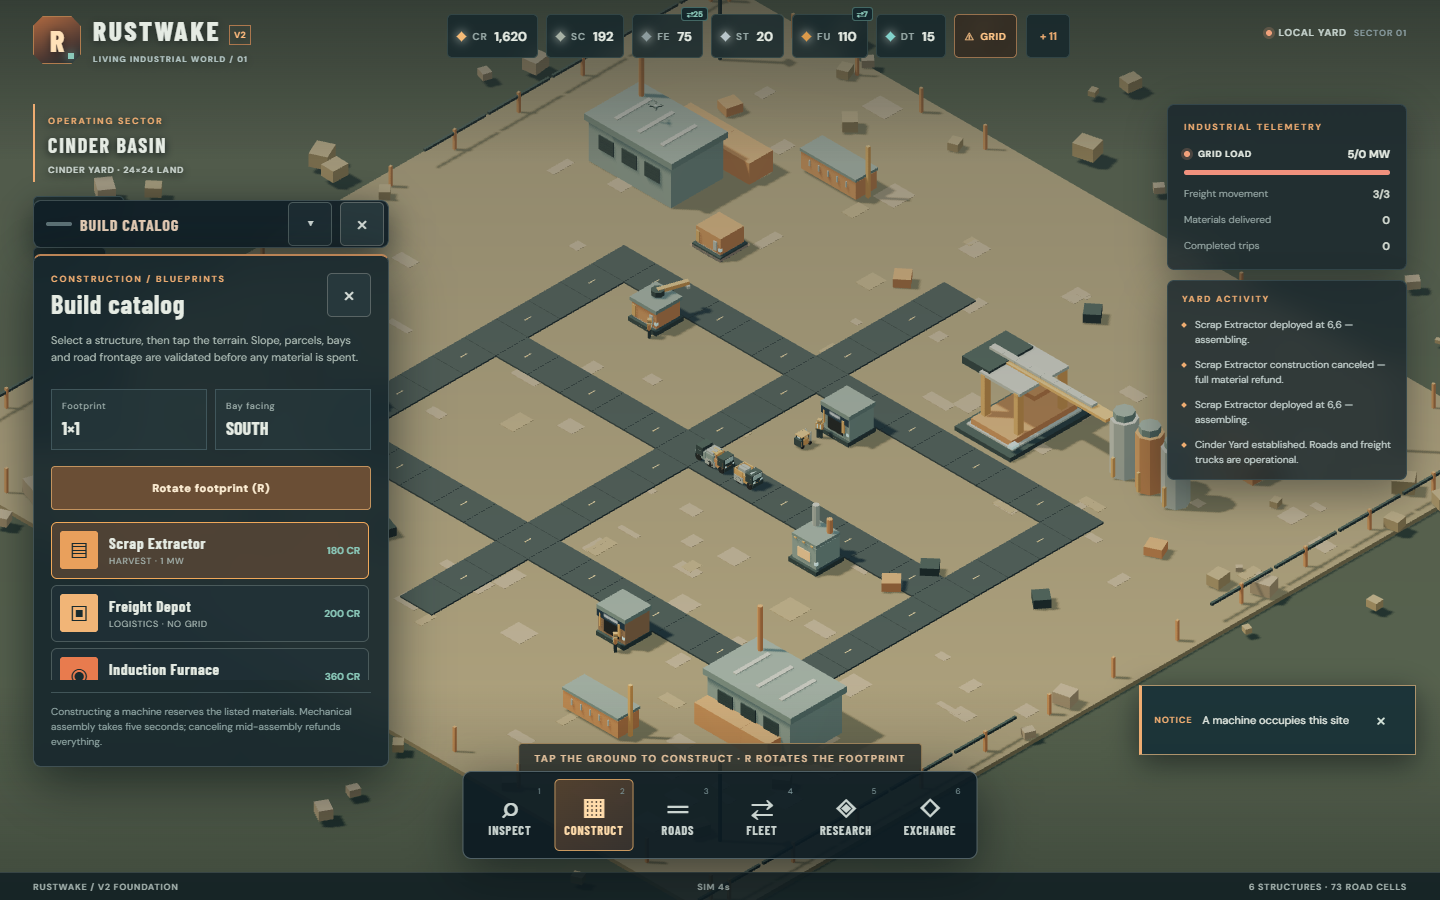 R
RUSTWAKE V2
LIVING INDUSTRIAL WORLD / 01
CR 1,620
SC 192
FE 75
⇄25
ST 20
FU 110
⇄7
DT 15
⚠ GRID
+ 11
LOCAL YARD SECTOR 01
OPERATING SECTOR
CINDER BASIN
CINDER YARD · 24×24 LAND
BUILD CATALOG
▼
×
CONSTRUCTION / BLUEPRINTS
Build catalog
×
Select a structure, then tap the terrain. Slope, parcels, bays
and road frontage are validated before any material is spent.
Footprint
1×1
Bay facing
SOUTH
Rotate footprint (R)
Scrap Extractor
HARVEST · 1 MW
180 CR
Freight Depot
LOGISTICS · NO GRID
200 CR
Induction Furnace
360 CR
Constructing a machine reserves the listed materials. Mechanical
assembly takes five seconds; canceling mid-assembly refunds
everything.
INDUSTRIAL TELEMETRY
GRID LOAD 5/0 MW
Freight movement 3/3
Materials delivered 0
Completed trips 0
YARD ACTIVITY
Scrap Extractor deployed at 6,6 —
assembling.
Scrap Extractor construction canceled —
full material refund.
Scrap Extractor deployed at 6,6 —
assembling.
Cinder Yard established. Roads and freight
trucks are operational.
NOTICE A machine occupies this site ×
TAP THE GROUND TO CONSTRUCT · R ROTATES THE FOOTPRINT
1
INSPECT
2
CONSTRUCT
3
ROADS
4
FLEET
5
RESEARCH
6
EXCHANGE
RUSTWAKE / V2 FOUNDATION
SIM 4s
6 STRUCTURES · 73 ROAD CELLS